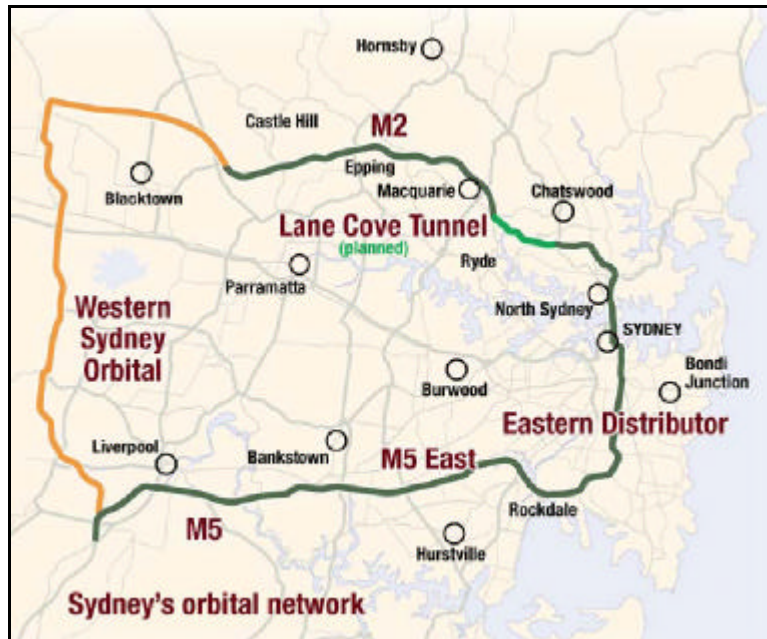 Hornsby
Castle Hill
M2
Epping
Blacktown
Macquarie
Chatswood
Lane Cove Tunnel
(planned)
Ryde
Parramatta
Western
Sydney
Orbital
North Sydney
SYDNEY
Bondi
Junction
Burwood
Eastern Distributor
Liverpool
Bankstown
M5 East
Rockdale
M5
Hurstville
Sydney's orbital network